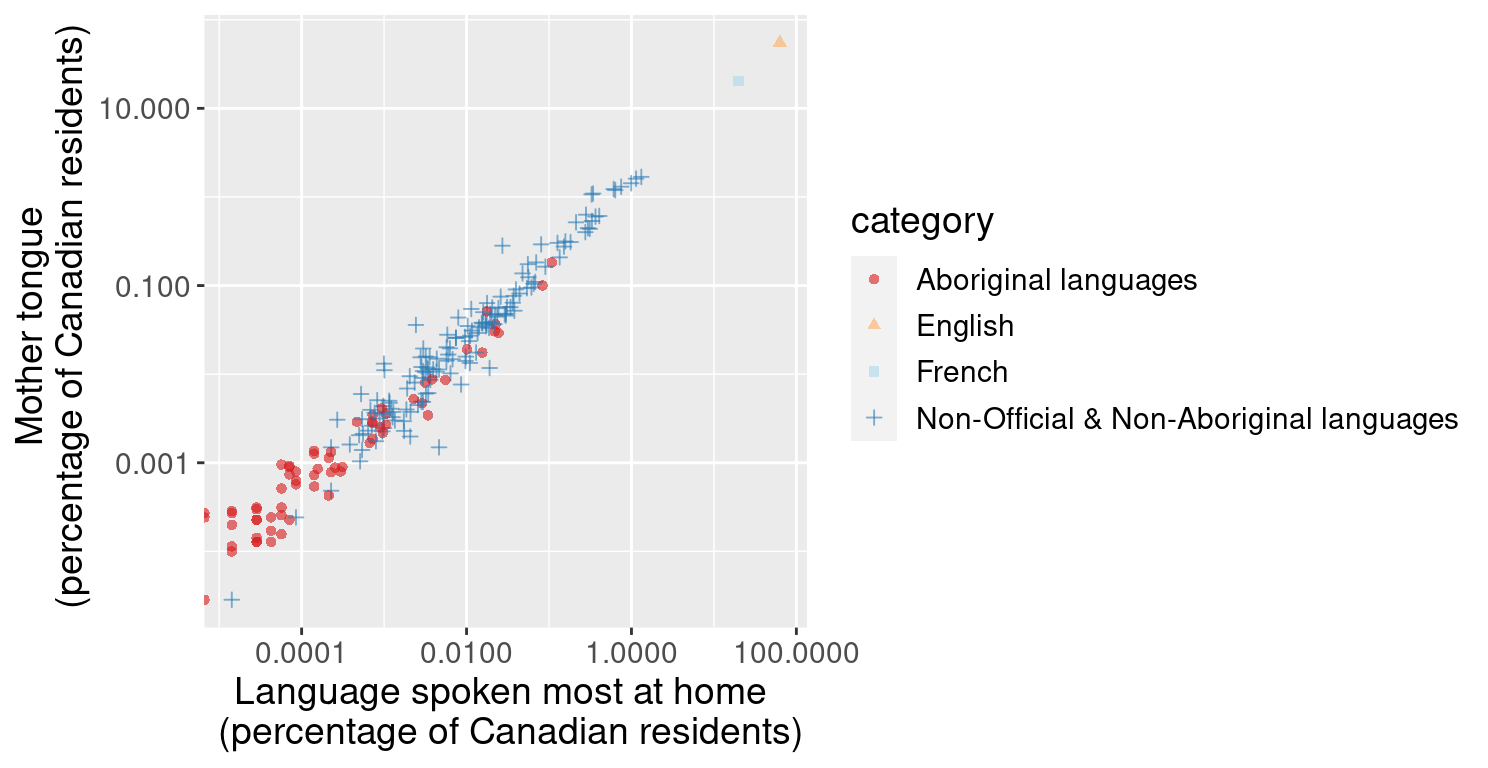 Mother tongue
(percentage of Canadian residents)
10.000
0.100
0.001
0.0001 0.0100 1.0000 100.0000
Language spoken most at home
(percentage of Canadian residents)
category
Aboriginal languages
English
French
Non-Official & Non-Aboriginal languages